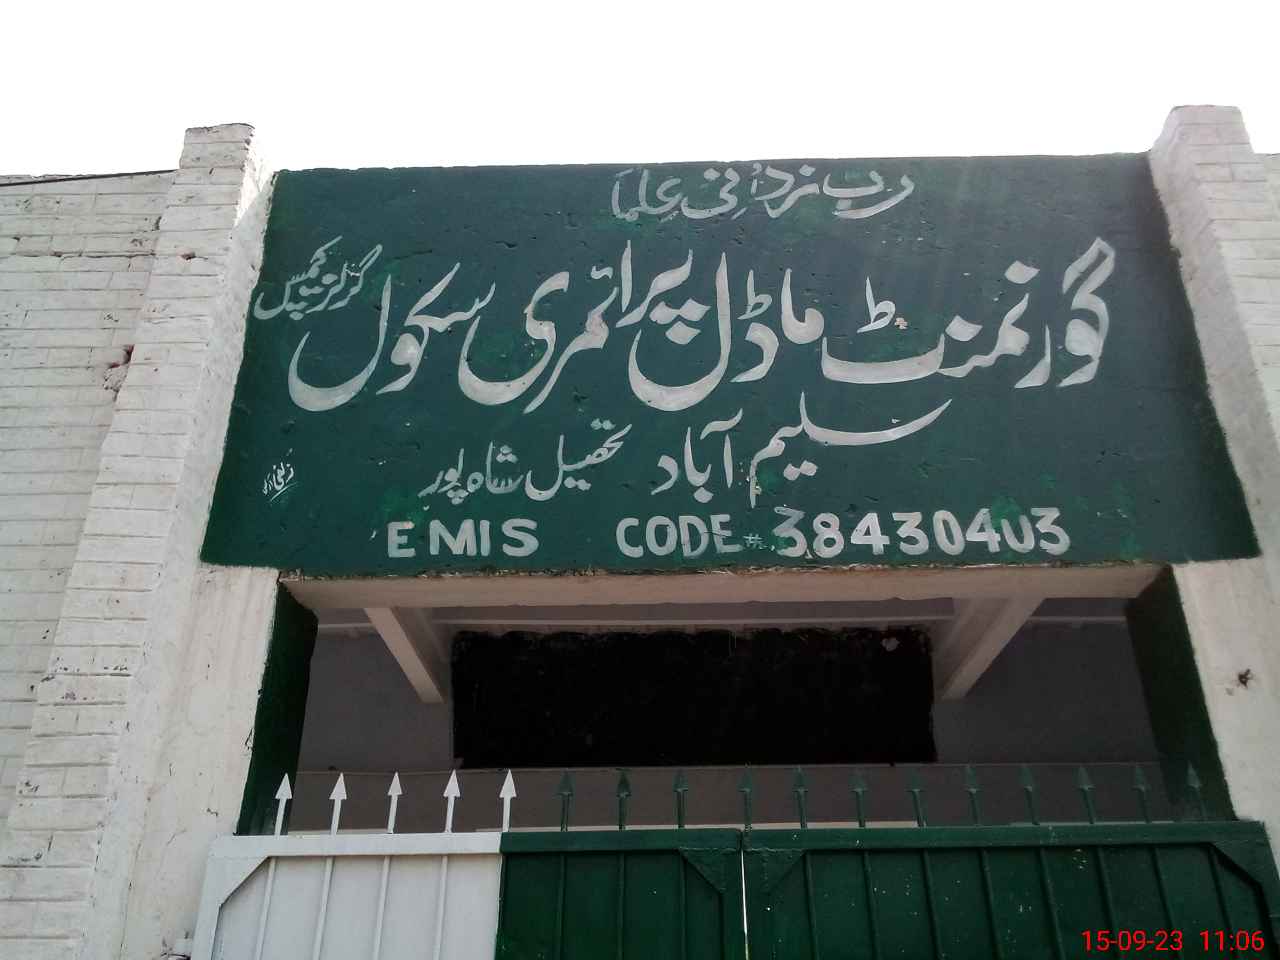 رب زدنی علما
گورنمنٹ ماڈل پرائمری سکول گرلز کیمپس
سلیم آباد تحصیل شاہ پور
EMIS CODE # 38430403
15-09-23 11:06